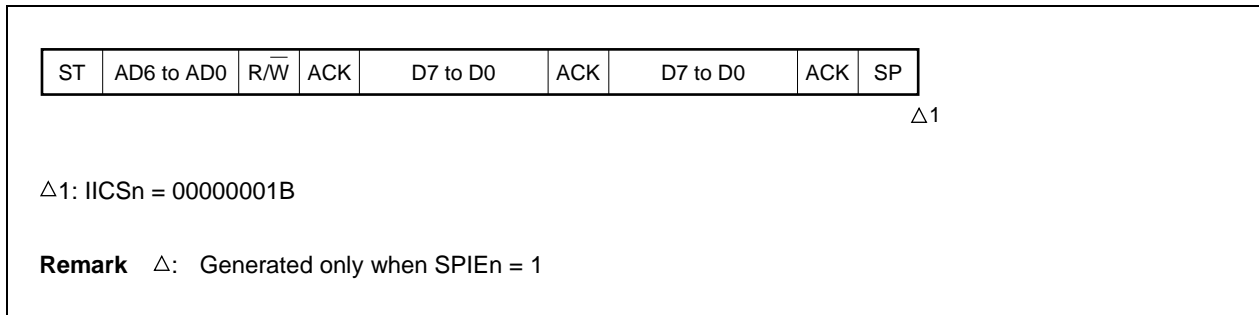 ST AD6 to AD0 R/W̅ ACK D7 to D0 ACK D7 to D0 ACK SP
△1
△1: IICSn = 00000001B
Remark △: Generated only when SPIEn = 1